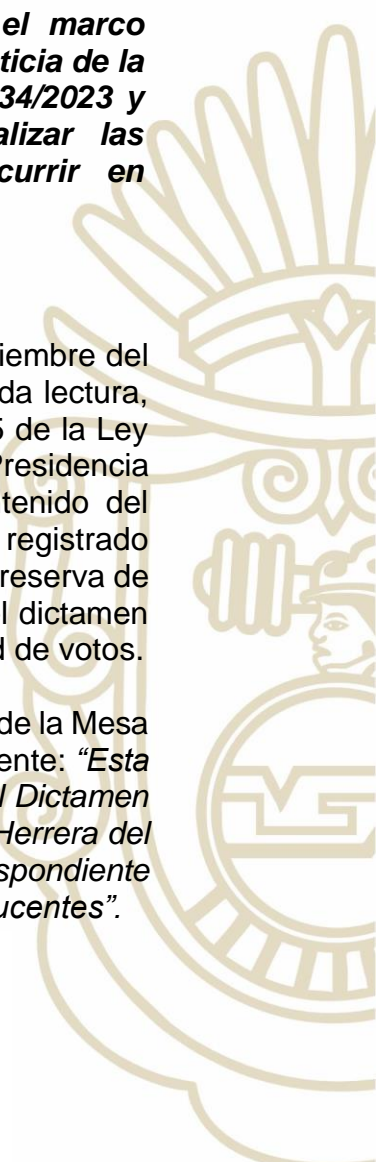 el marco
ticia de la
34/2023 y
alizar las
currir en
iembre del
da lectura,
de la Ley
Presidencia
tenido del
registrado
reserva de
l dictamen
d de votos.
de la Mesa
ente: “Esta
l Dictamen
Herrera del
spondiente
ucentes”.